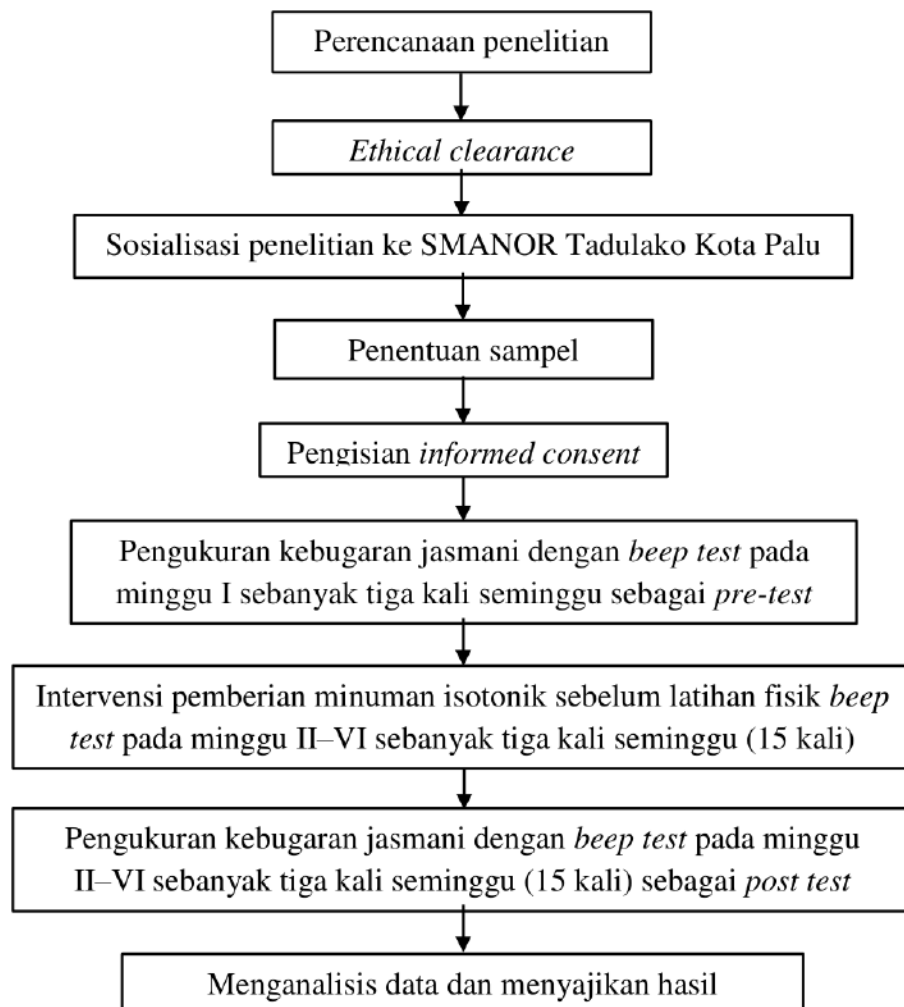 Perencanaan penelitian
Ethical clearance
Sosialisasi penelitian ke SMANOR Tadulako Kota Palu
Penentuan sampel
Pengisian informed consent
Pengukuran kebugaran jasmani dengan beep test pada
minggu I sebanyak tiga kali seminggu sebagai pre-test
Intervensi pemberian minuman isotonik sebelum latihan fisik beep
test pada minggu II–VI sebanyak tiga kali seminggu (15 kali)
Pengukuran kebugaran jasmani dengan beep test pada minggu
II–VI sebanyak tiga kali seminggu (15 kali) sebagai post test
Menganalisis data dan menyajikan hasil